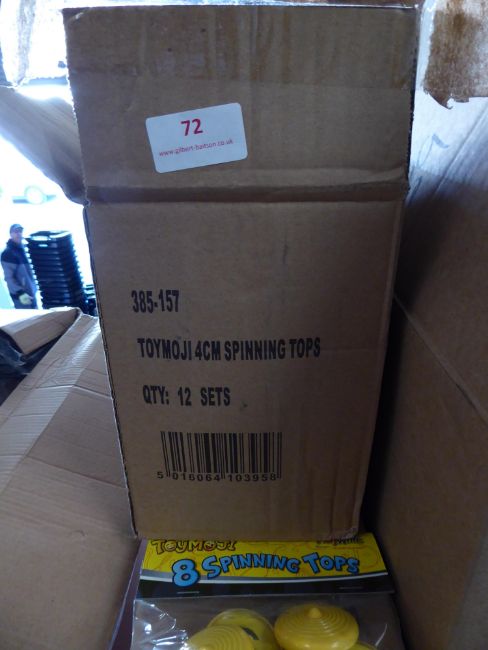 72
www.gilbert-baitson.co.uk
385-157
TOYMOJI 4CM SPINNING TOPS
QTY: 12 SETS
5 016064 103958
TOYMOJI
8 SPINNING TOPS